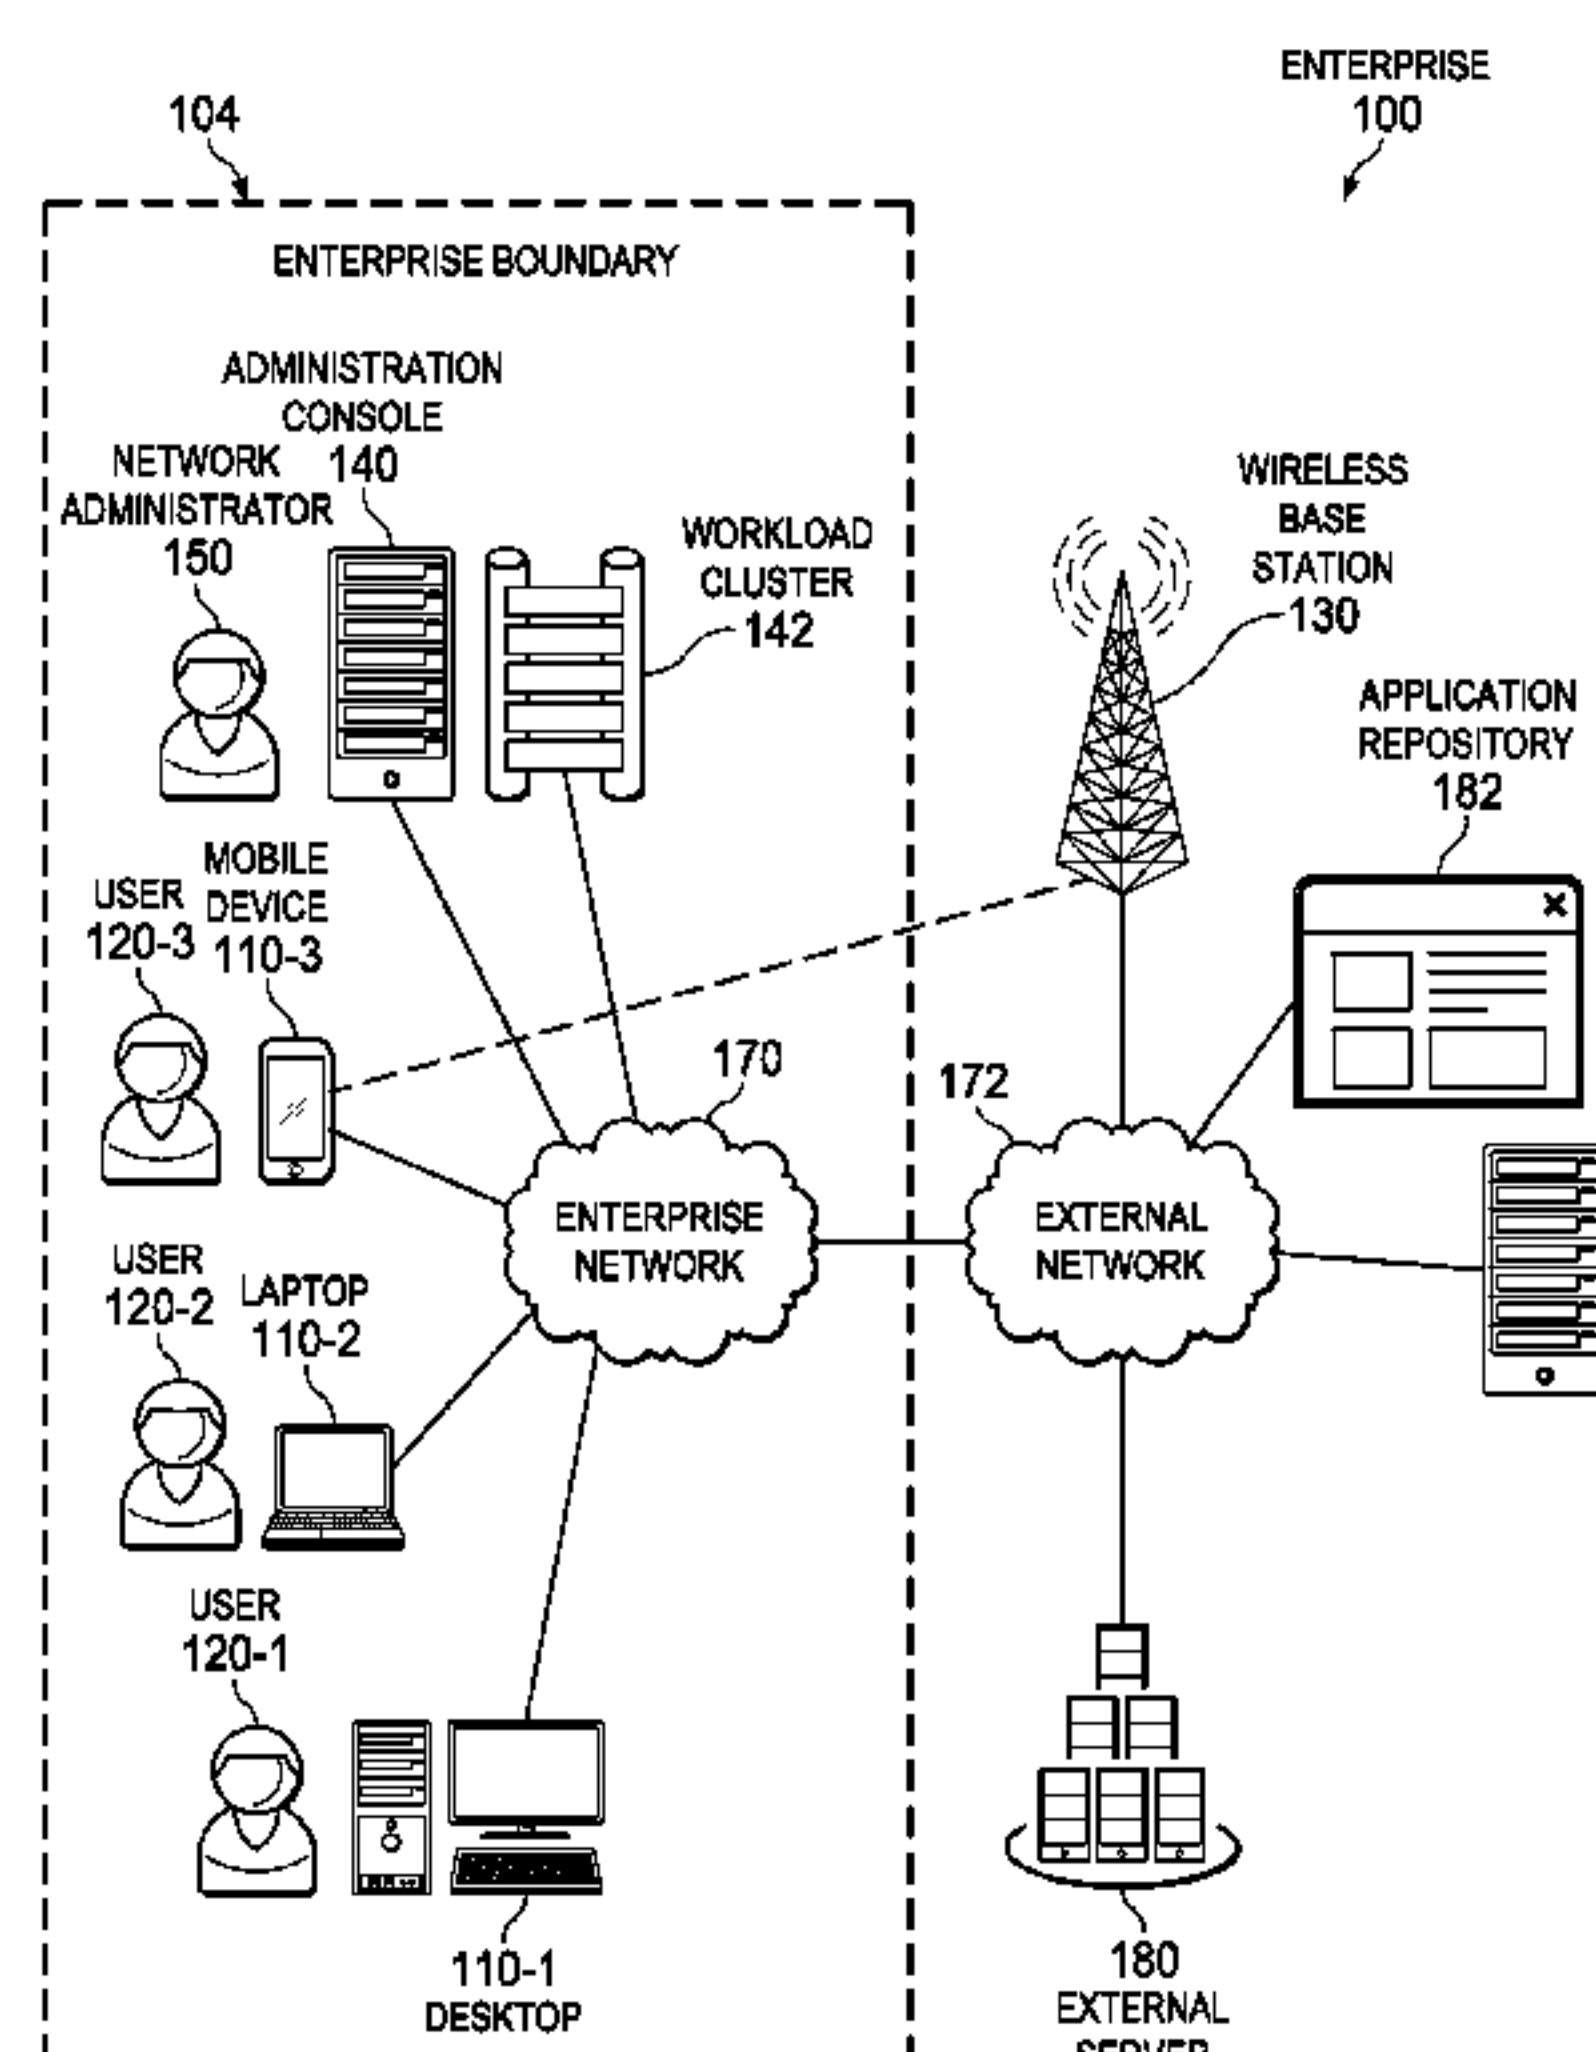 ENTERPRISE
100
104
ENTERPRISE BOUNDARY
ADMINISTRATION
CONSOLE
140
NETWORK
ADMINISTRATOR
150
WORKLOAD
CLUSTER
142
WIRELESS
BASE
STATION
130
APPLICATION
REPOSITORY
182
X
MOBILE
DEVICE
110-3
USER
120-3
170
172
ENTERPRISE
NETWORK
EXTERNAL
NETWORK
USER
120-2
LAPTOP
110-2
USER
120-1
110-1
DESKTOP
180
EXTERNAL
SERVER